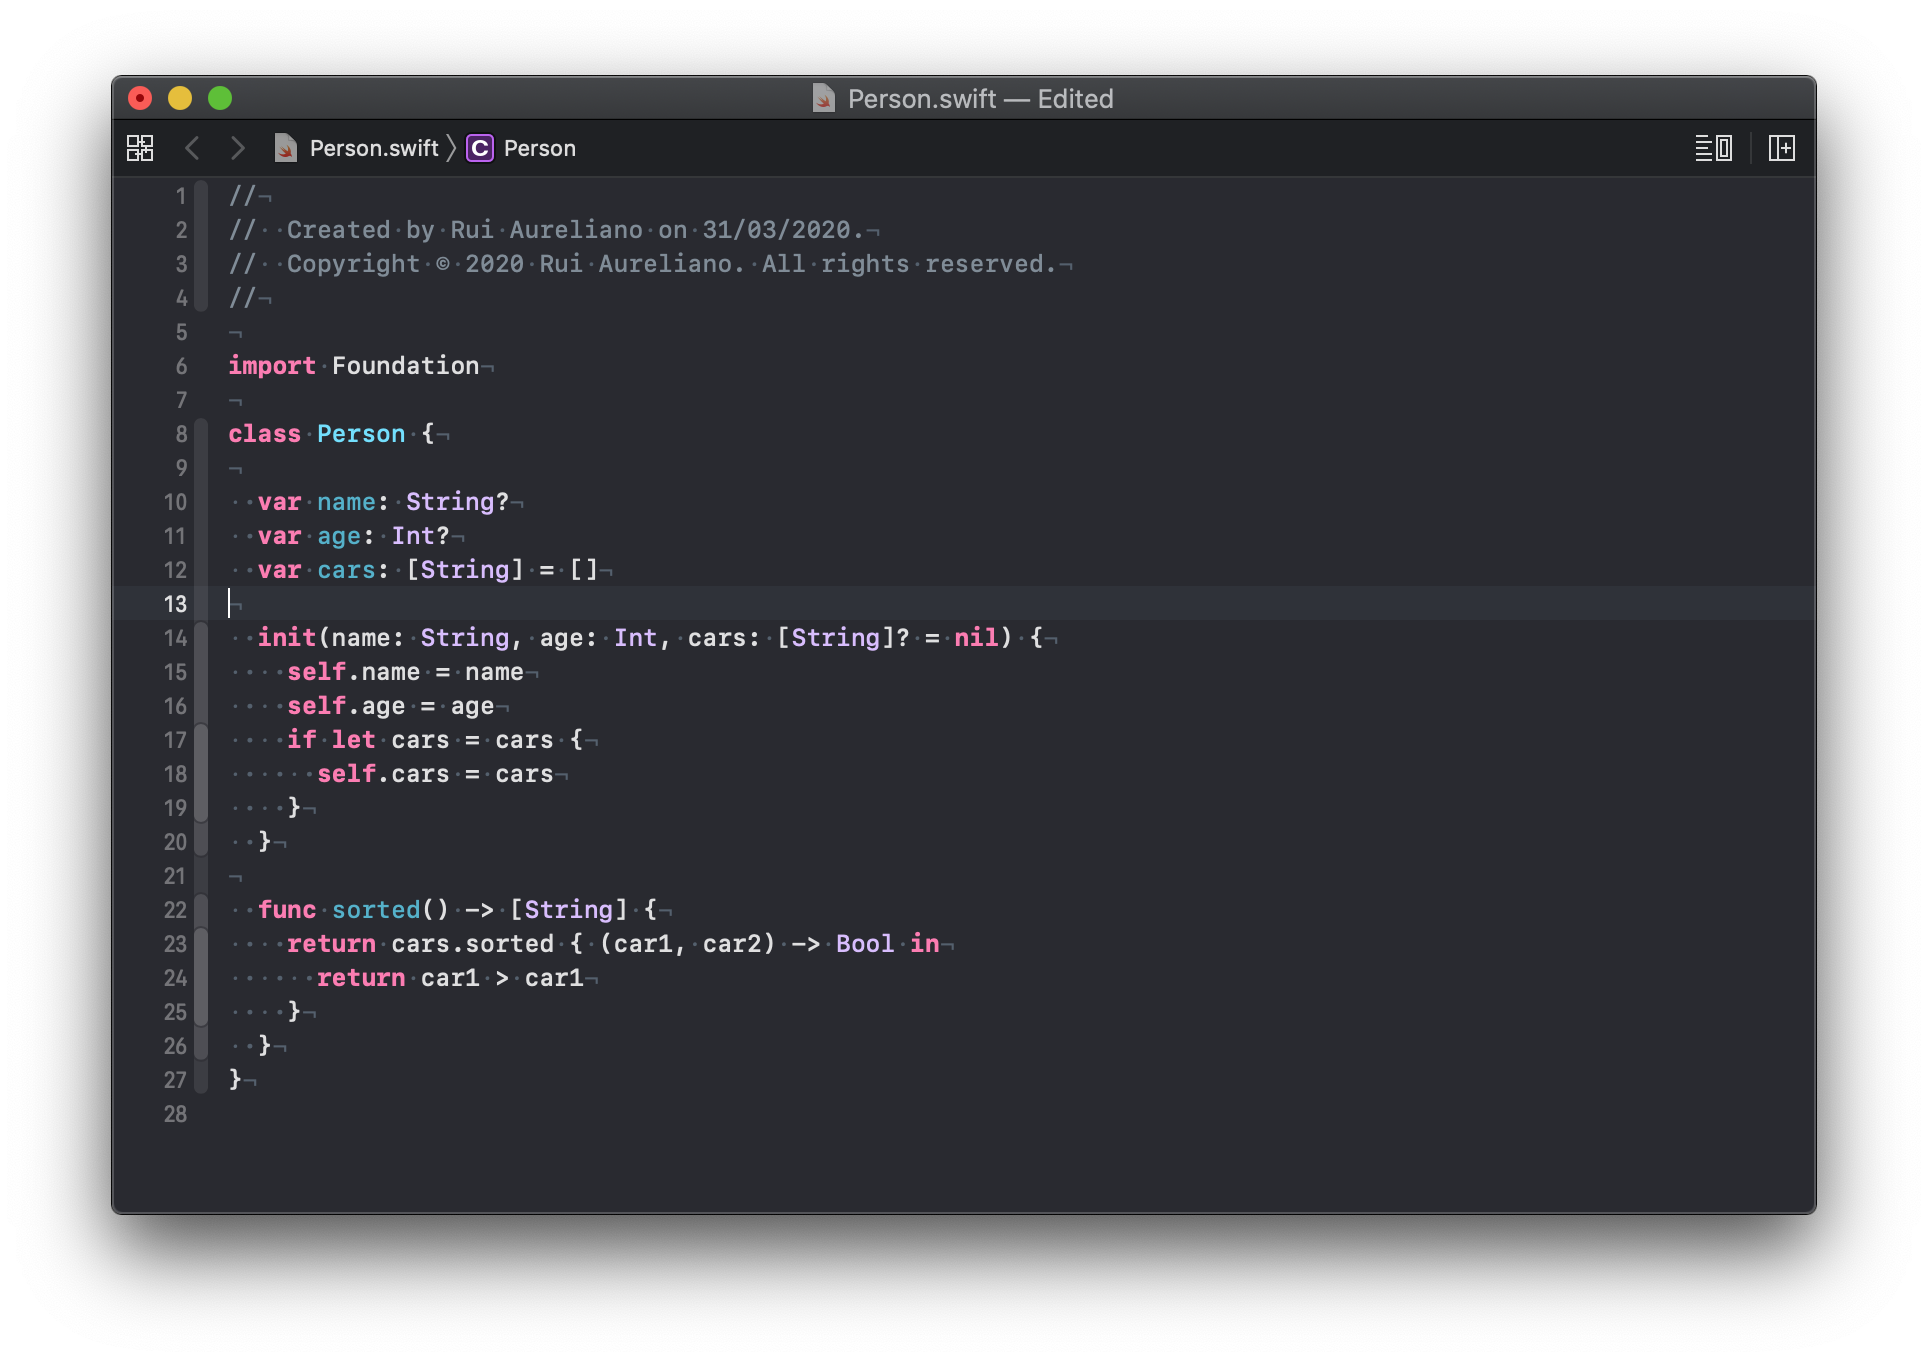 Person.swift — Edited
Person.swift 〉 C Person
1 //¬
2 //  Created by Rui Aureliano on 31/03/2020.¬
3 //  Copyright © 2020 Rui Aureliano. All rights reserved.¬
4 //¬
5 ¬
6 import Foundation¬
7 ¬
8 class Person {¬
9 ¬
10   var name: String?¬
11   var age: Int?¬
12   var cars: [String] = []¬
13 ¬
14   init(name: String, age: Int, cars: [String]? = nil) {¬
15     self.name = name¬
16     self.age = age¬
17     if let cars = cars {¬
18       self.cars = cars¬
19     }¬
20   }¬
21 ¬
22   func sorted() -> [String] {¬
23     return cars.sorted { (car1, car2) -> Bool in¬
24       return car1 > car1¬
25     }¬
26   }¬
27 }¬
28